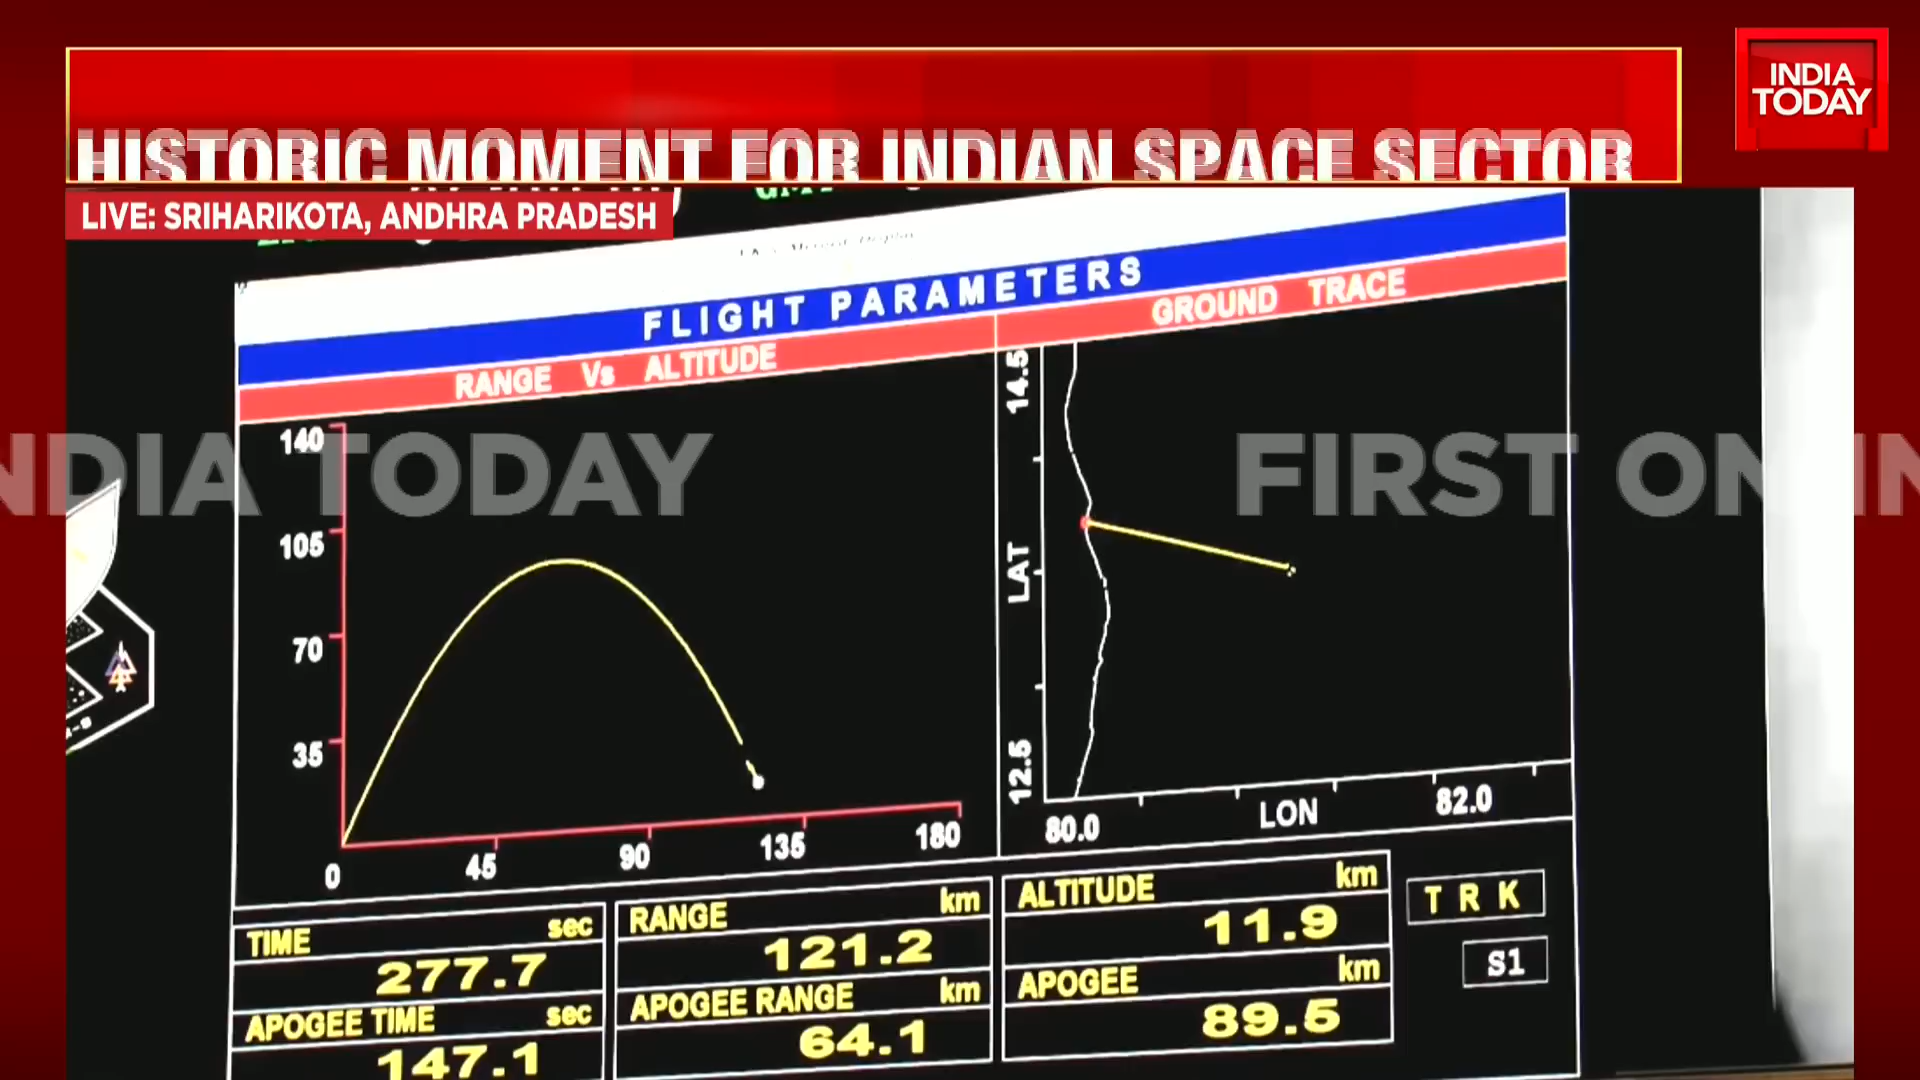 HISTORIC MOMENT FOR INDIAN SPACE SECTOR
INDIA
TODAY
LIVE: SRIHARIKOTA, ANDHRA PRADESH
FLIGHT PARAMETERS
RANGE Vs ALTITUDE
GROUND TRACE
140
105
70
35
0
45
90
135
180
14.5
LAT
12.5
80.0
LON
82.0
NDIA TODAY
FIRST ON IN
TIME sec
277.7
APOGEE TIME sec
147.1
RANGE km
121.2
APOGEE RANGE km
64.1
ALTITUDE km
11.9
APOGEE km
89.5
TRK
S1